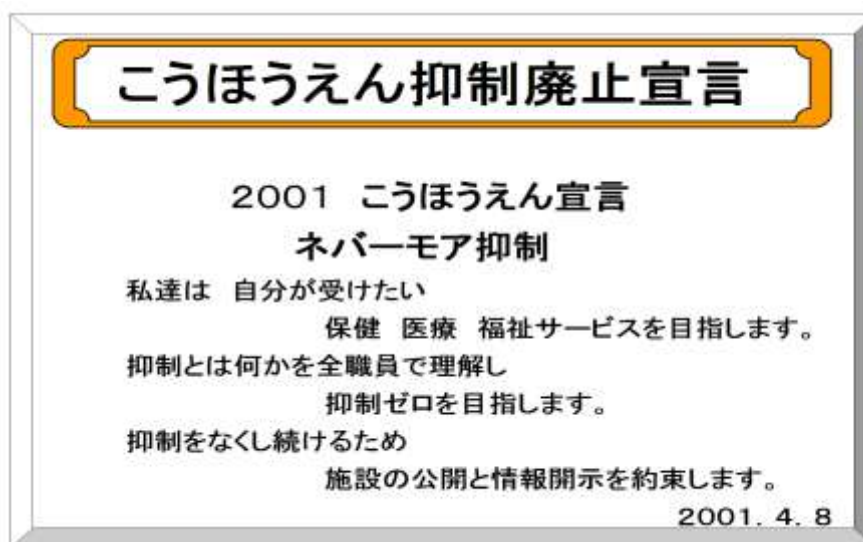 こうほうえん抑制廃止宣言
2001　こうほうえん宣言
ネバーモア抑制
私達は　自分が受けたい
保健　医療　福祉サービスを目指します。
抑制とは何かを全職員で理解し
抑制ゼロを目指します。
抑制をなくし続けるため
施設の公開と情報開示を約束します。
2001. 4. 8